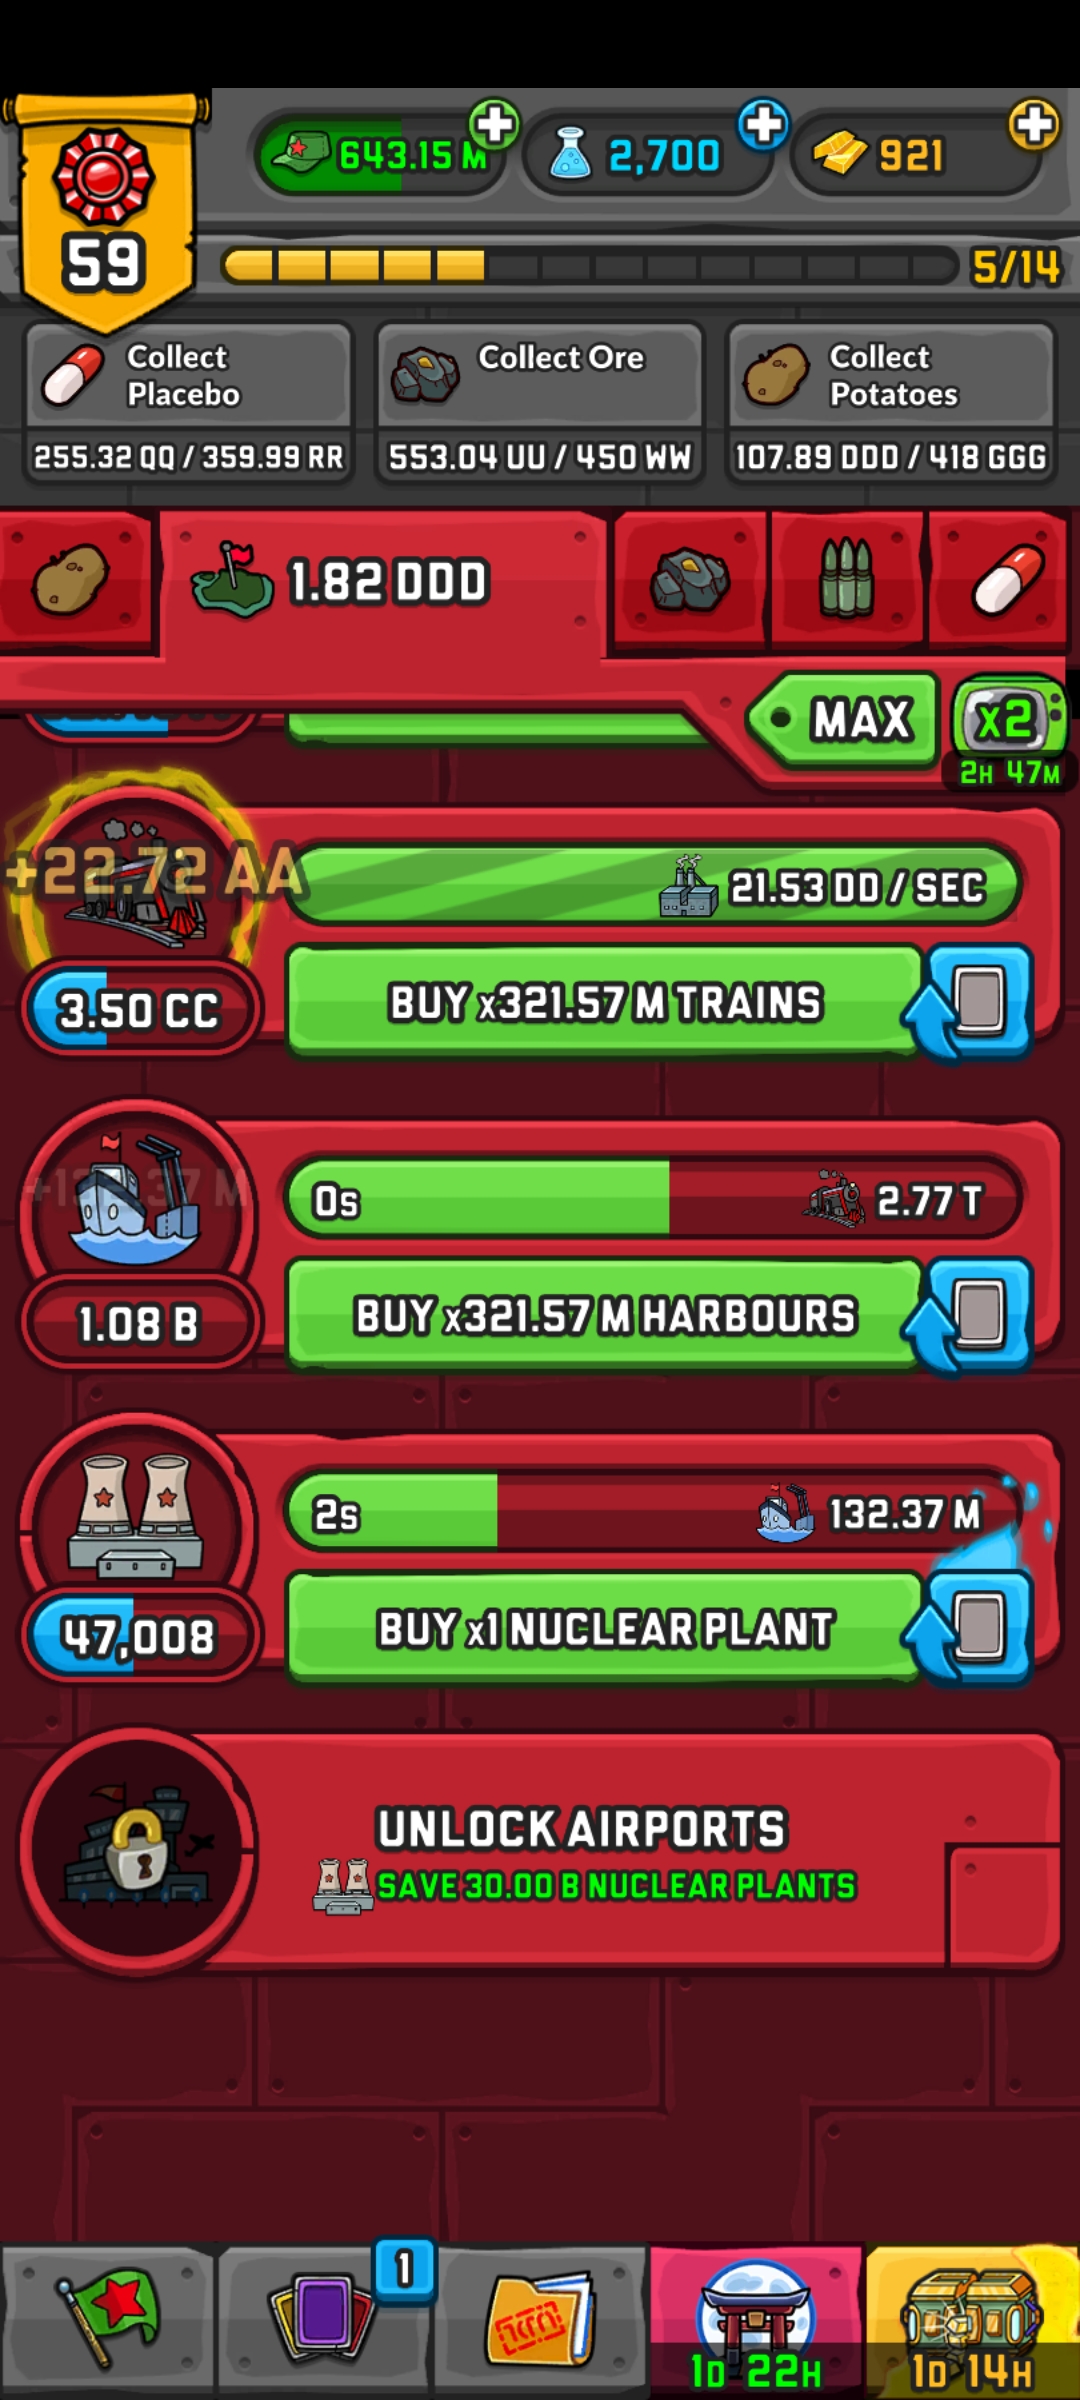 643.15 M
2,700
921
59
5/14
Collect
Placebo
255.32 QQ / 359.99 RR
Collect Ore
553.04 UU / 450 WW
Collect
Potatoes
107.89 DDD / 418 GGG
1.82 DDD
MAX
x2
2H 47M
+22.72 AA
21.53 DD / SEC
3.50 CC
BUY x321.57 M TRAINS
0s
2.77 T
1.08 B
BUY x321.57 M HARBOURS
2s
132.37 M
47,008
BUY x1 NUCLEAR PLANT
UNLOCK AIRPORTS
SAVE 30.00 B NUCLEAR PLANTS
1
1D 22H
1D 14H